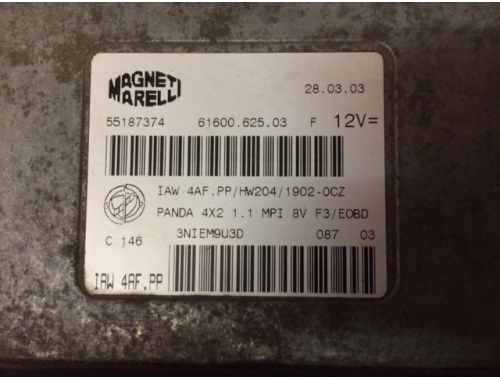 MAGNETI MARELLI
28.03.03
55187374 61600.625.03 F 12V=
IAW 4AF.PP/HW204/1902-0CZ
PANDA 4X2 1.1 MPI 8V F3/EOBD
C 146 3NIEM9U3D 087 03
IAW 4AF.PP